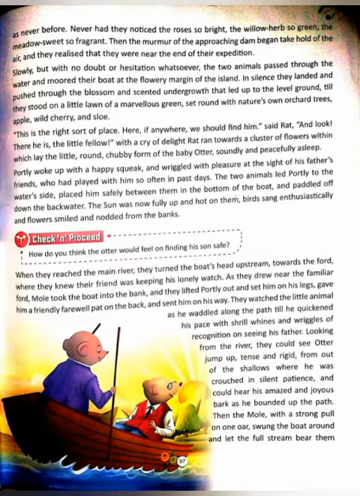 as never before. Never had they noticed the roses so bright, the willow-herb so green, the
meadow-sweet so fragrant. Then the murmur of the approaching dam began take hold of the
air, and they realised that they were near the end of their expedition.
Slowly, but with no doubt or hesitation whatsoever, the two animals passed through the
water and moored their boat at the flowery margin of the island. In silence they landed and
pushed through the blossom and scented undergrowth that led up to the level ground, till
they stood on a little lawn of a marvellous green, set round with nature's own orchard trees,
apple, wild cherry, and sloe.
"This is the right sort of place. Here, if anywhere, we should find him." said Rat, "And look!
There he is, the little fellow!" with a cry of delight Rat ran towards a cluster of flowers within
which lay the little, round, chubby form of the baby Otter, soundly and peacefully asleep.
Portly woke up with a happy squeak, and wriggled with pleasure at the sight of his father's
friends, who had played with him so often in past days. The two animals led Portly to the
water's side, placed him safely between them in the bottom of the boat, and paddled off
down the backwater. The Sun was now fully up and hot on them, birds sang enthusiastically
and flowers smiled and nodded from the banks.
Check 'n' Proceed
How do you think the otter would feel on finding his son safe?
When they reached the main river, they turned the boat's head upstream, towards the ford,
where they knew their friend was keeping his lonely watch. As they drew near the familiar
ford, Mole took the boat into the bank, and they lifted Portly out and set him on his legs, gave
him a friendly farewell pat on the back, and sent him on his way. They watched the little animal
as he waddled along the path till he quickened
his pace with shrill whines and wriggles of
recognition on seeing his father. Looking
from the river, they could see Otter
jump up, tense and rigid, from out
of the shallows where he was
crouched in silent patience, and
could hear his amazed and joyous
bark as he bounded up the path.
Then the Mole, with a strong pull
on one oar, swung the boat around
and let the full stream bear them